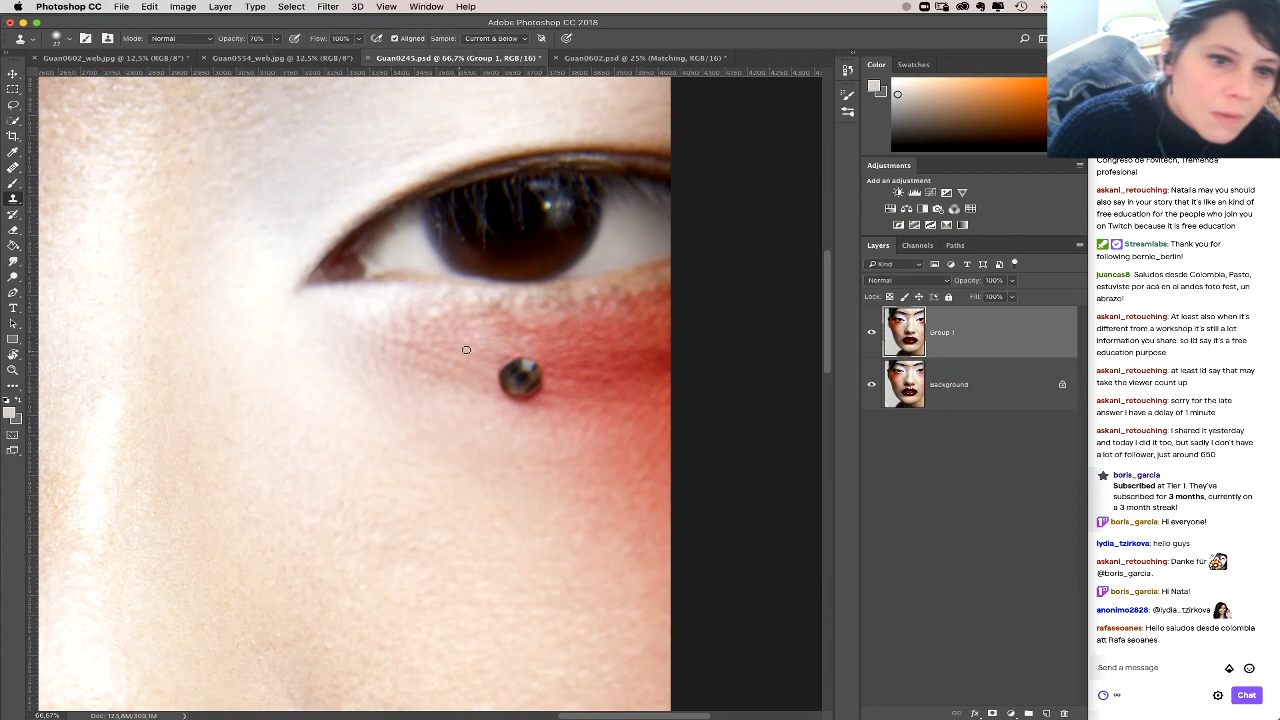 Photoshop CC File Edit Image Layer Type Select Filter 3D View Window Help
Adobe Photoshop CC 2018
27 Mode: Normal Opacity: 70% Flow: 100% Aligned Sample: Current & Below
Guan0602_web.jpg @ 12,5% (RGB/8*) * Guan0554_web.jpg @ 12,5% (RGB/8*) Guan0245.psd @ 66,7% (Group 1, RGB/16) * Guan0602.psd @ 25% (Matching, RGB/16) *
Color Swatches
Adjustments
Add an adjustment
Layers Channels Paths
Kind
Normal Opacity: 100%
Lock: Fill: 100%
Group 1
Background
66,67% Doc: 123,8M/309,1M
Congreso de Fovitech, Tremenda
profesional
askani_retouching: Natalia may you should
also say in your story that it's like an kind of
free education for the people who join you
on Twitch because it is free education
Streamlabs: Thank you for
following bernie_berlin!
juancas8: Saludos desde Colombia, Pasto,
estuviste por acá en el andes foto fest, un
abrazo!
askani_retouching: At least also when it's
different from a workshop it's still a lot
information you share. so Id say it's a free
education purpose
askani_retouching: at least Id say that may
take the viewer count up
askani_retouching: sorry for the late
answer I have a delay of 1 minute
askani_retouching: I shared it yesterday
and today I did it too, but sadly I don't have
a lot of follower, just around 650
boris_garcia
Subscribed at Tier 1. They've
subscribed for 3 months, currently on
a 3 month streak!
boris_garcia: Hi everyone!
lydia_tzirkova: hello guys
askani_retouching: Danke für
@boris_garcia.
boris_garcia: Hi Nata!
anonimo2828: @lydia_tzirkova
rafaseoanes: Hello saludos desde colombia
att Rafa seoanes
Send a message
Chat